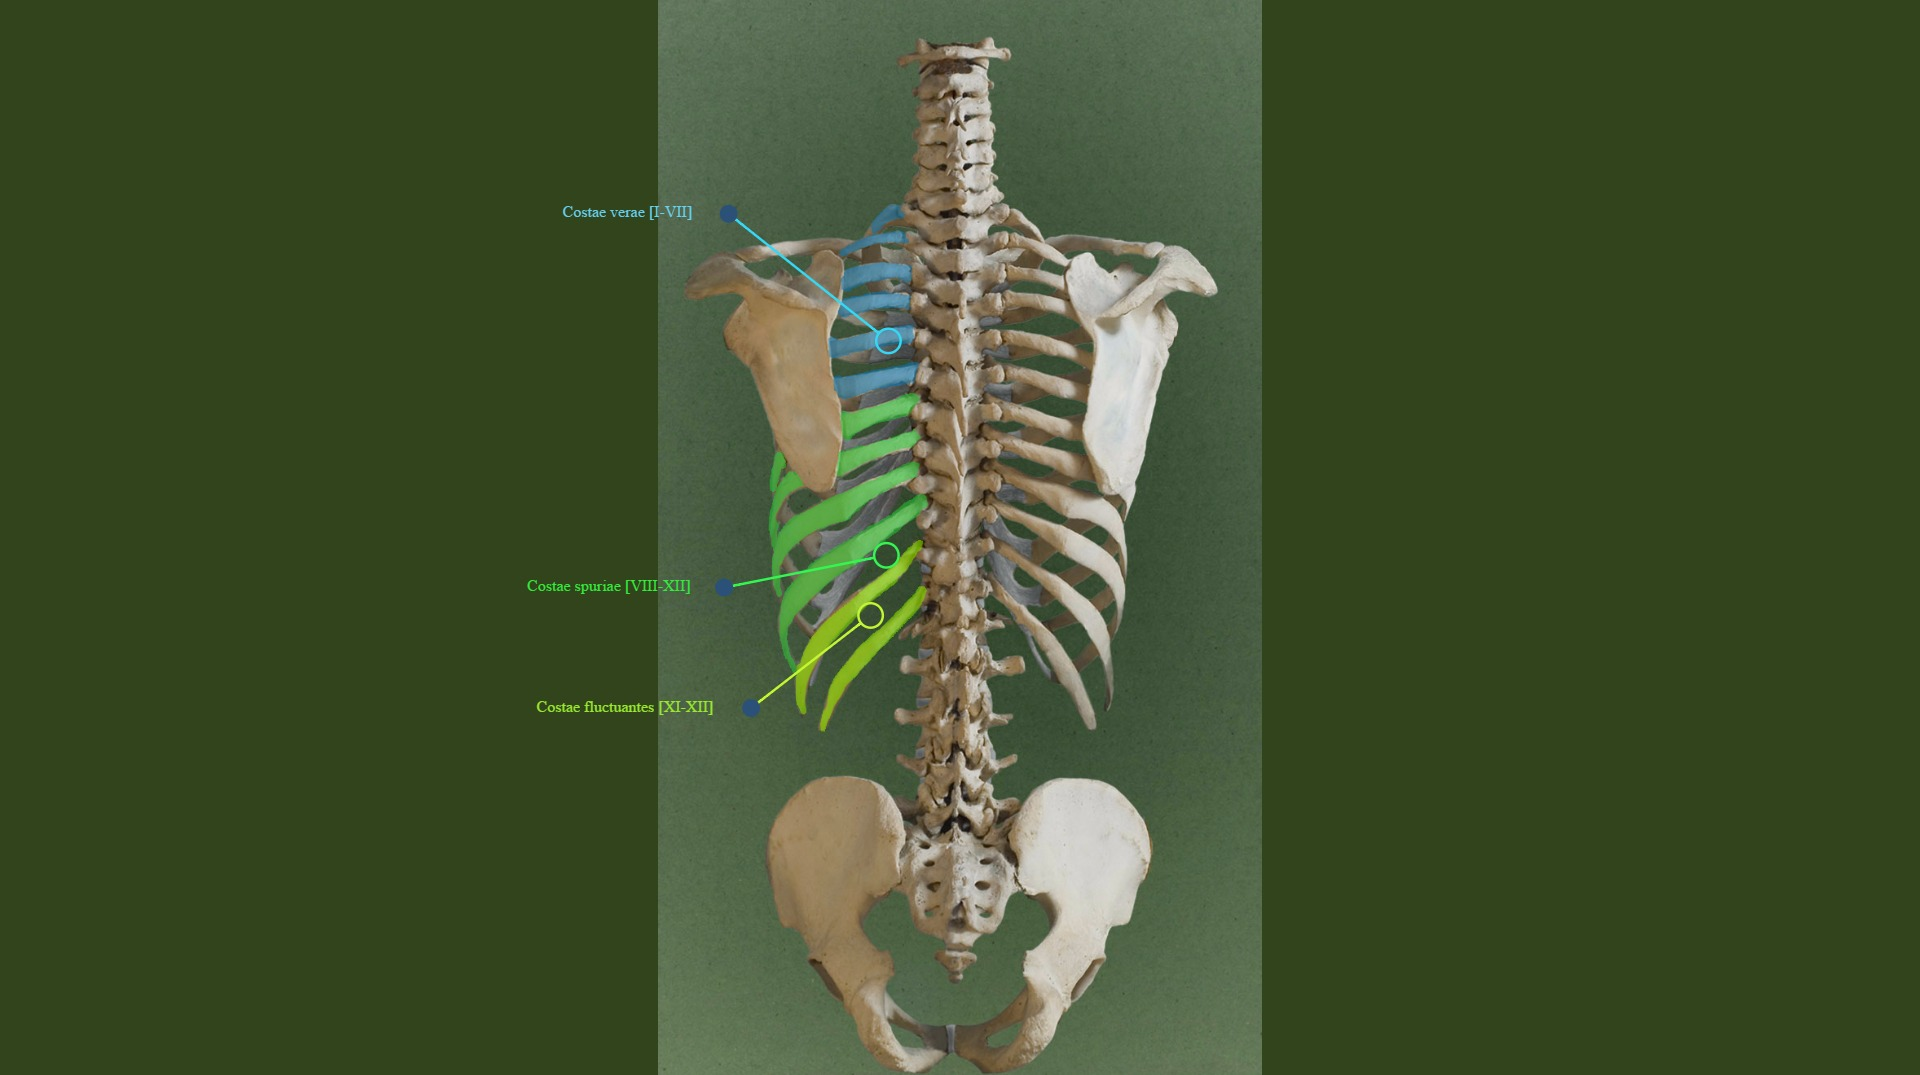 Costae verae [I-VII]
Costae spuriae [VIII-XII]
Costae fluctuantes [XI-XII]